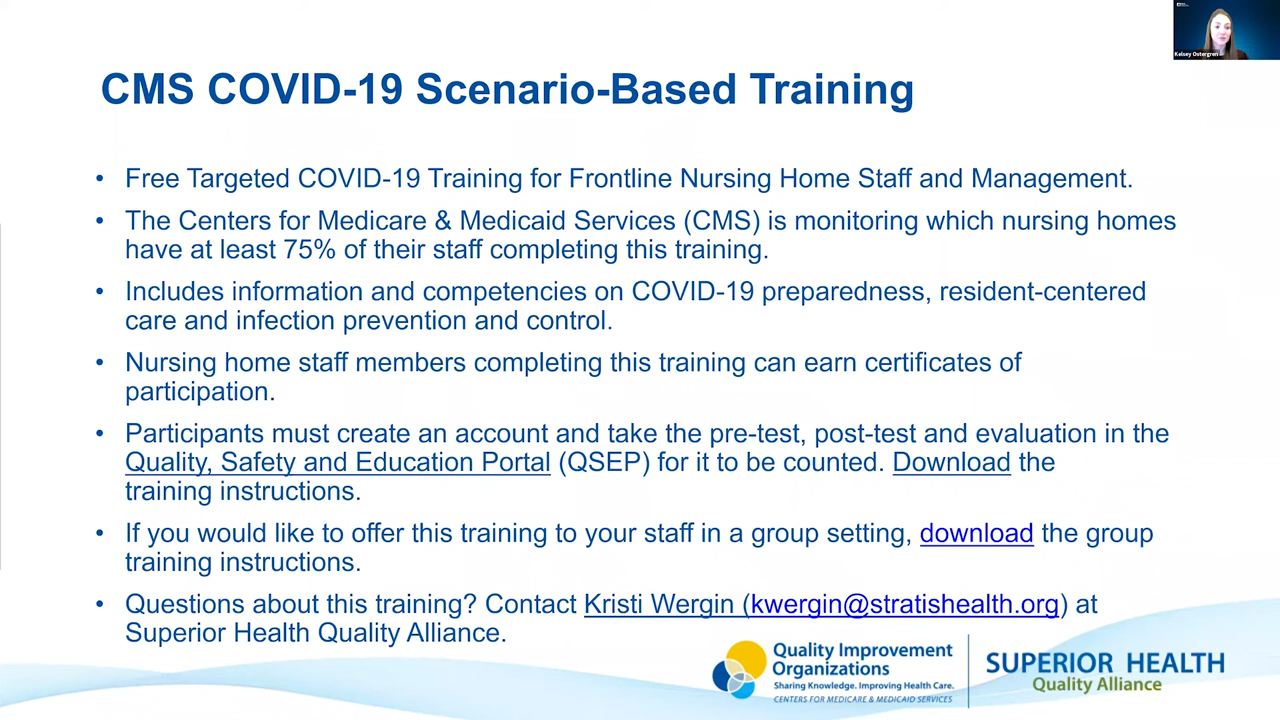 Kelsey Ostergren
CMS COVID-19 Scenario-Based Training
• Free Targeted COVID-19 Training for Frontline Nursing Home Staff and Management.
• The Centers for Medicare & Medicaid Services (CMS) is monitoring which nursing homes
have at least 75% of their staff completing this training.
• Includes information and competencies on COVID-19 preparedness, resident-centered
care and infection prevention and control.
• Nursing home staff members completing this training can earn certificates of
participation.
• Participants must create an account and take the pre-test, post-test and evaluation in the
Quality, Safety and Education Portal (QSEP) for it to be counted. Download the
training instructions.
• If you would like to offer this training to your staff in a group setting, download the group
training instructions.
• Questions about this training? Contact Kristi Wergin (kwergin@stratishealth.org) at
Superior Health Quality Alliance.
Quality Improvement
Organizations
Sharing Knowledge. Improving Health Care.
CENTERS FOR MEDICARE & MEDICAID SERVICES
SUPERIOR HEALTH
Quality Alliance